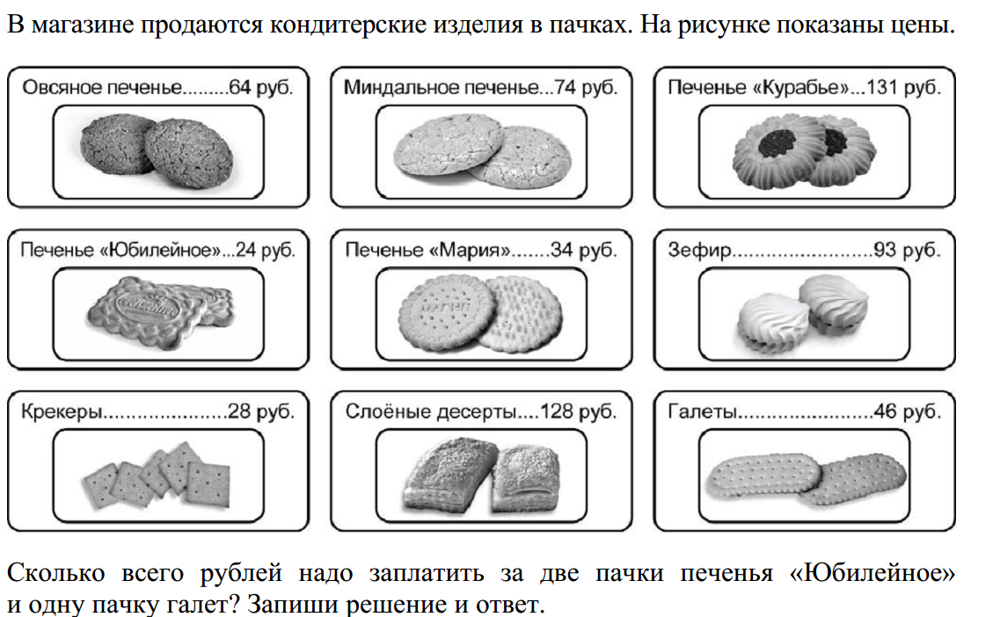 В магазине продаются кондитерские изделия в пачках. На рисунке показаны цены.
Овсяное печенье.........64 руб.
Миндальное печенье...74 руб.
Печенье «Курабье»...131 руб.
Печенье «Юбилейное»...24 руб.
Печенье «Мария».......34 руб.
Зефир.........................93 руб.
Крекеры......................28 руб.
Слоёные десерты....128 руб.
Галеты........................46 руб.
Сколько всего рублей надо заплатить за две пачки печенья «Юбилейное»
и одну пачку галет? Запиши решение и ответ.